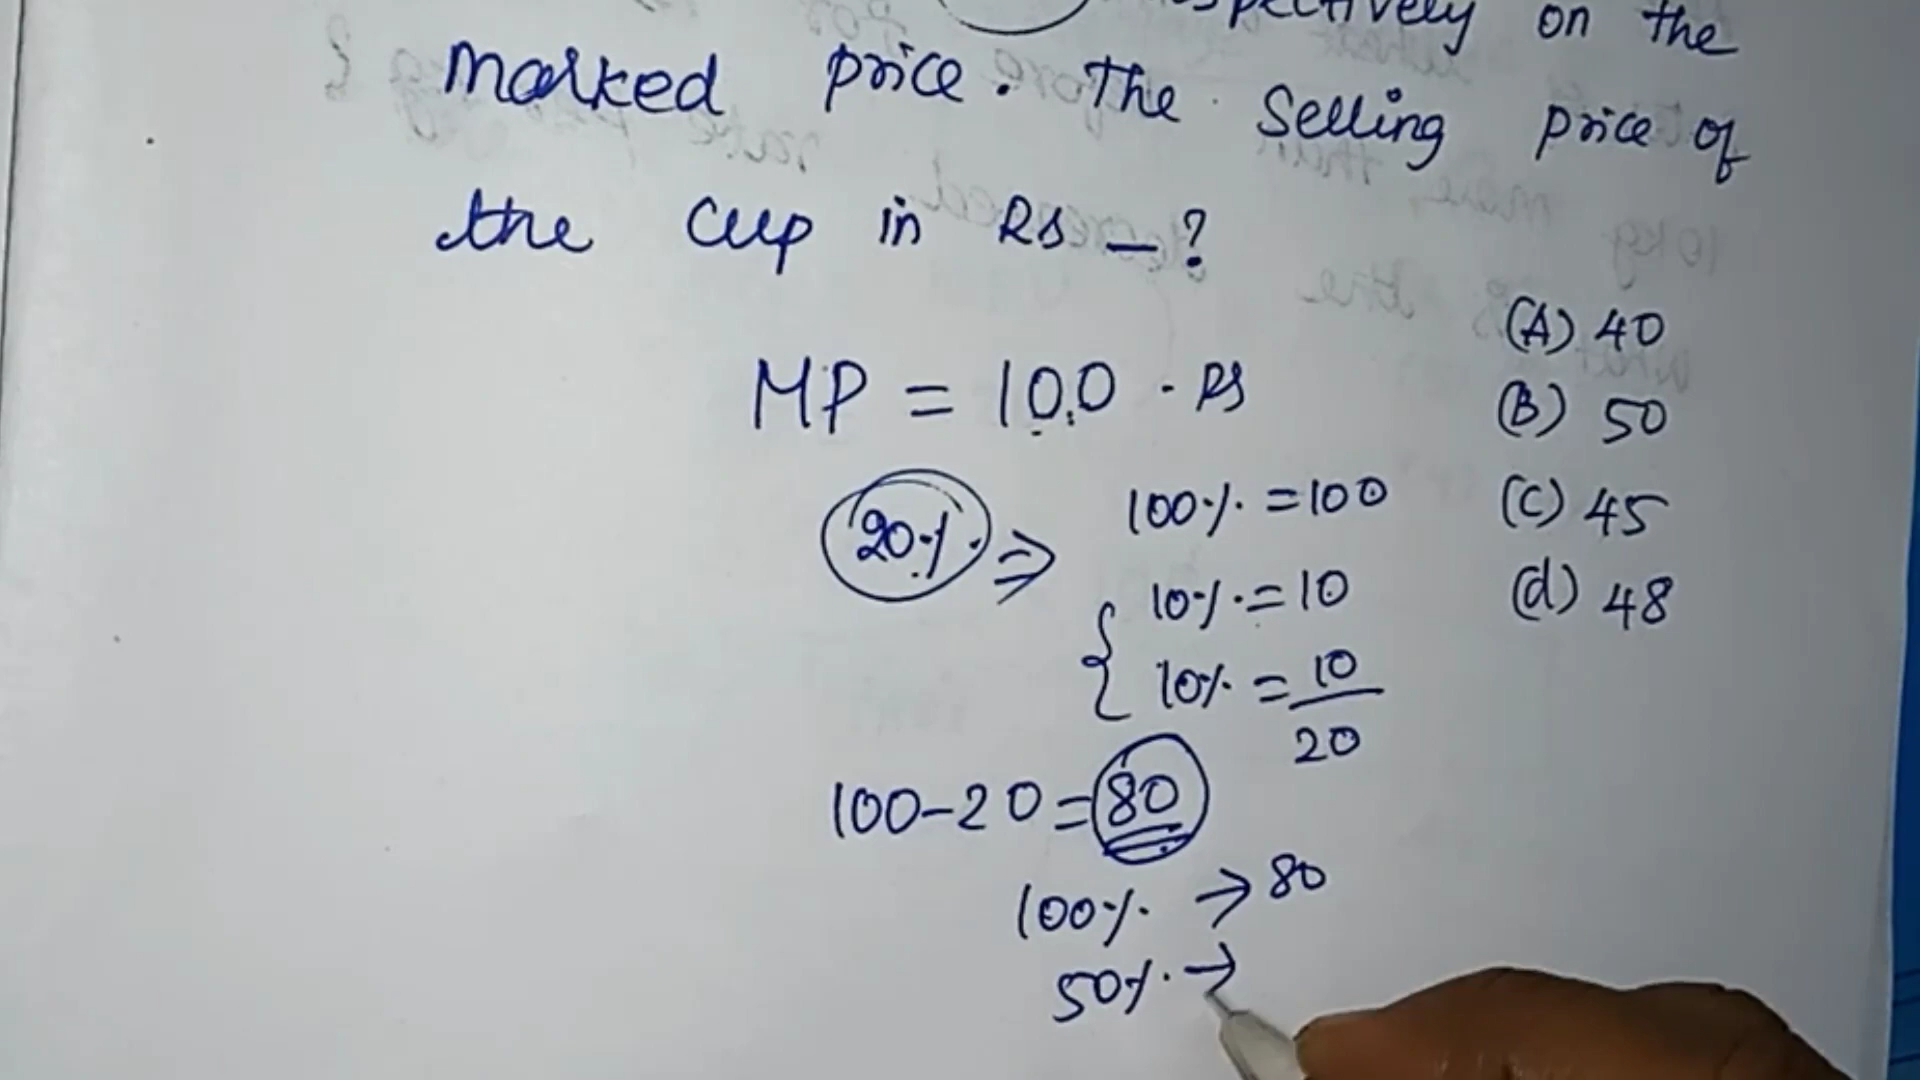 on the
marked price. The Selling price of
the cup in Rs _ ?
(A) 40
MP = 100 . Rs
(B) 50
20%. ⇒ 100% = 100
(C) 45
10% = 10
(d) 48
{ 10% = 10
20
100-20 = 80
100% → 80
50% →